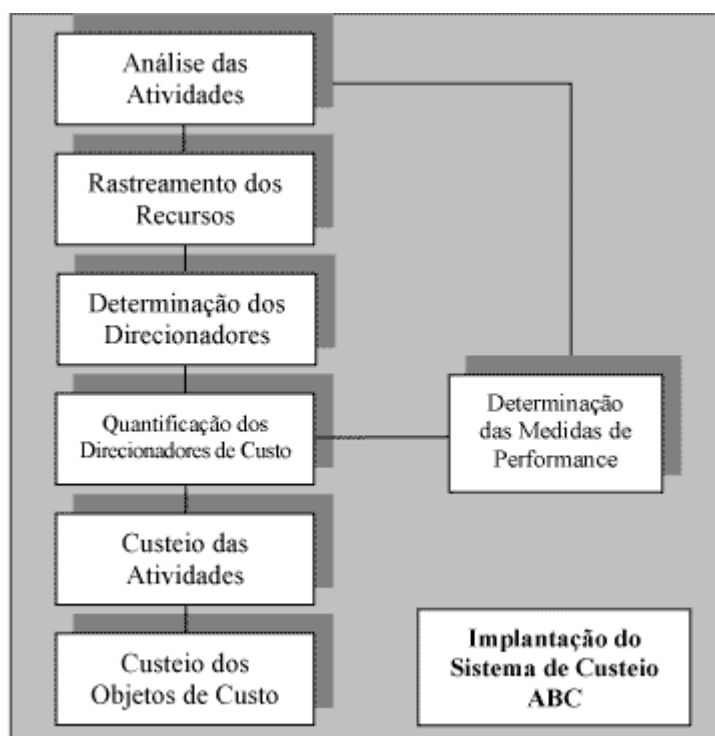 Análise das
Atividades
Rastreamento dos
Recursos
Determinação dos
Direcionadores
Quantificação dos
Direcionadores de Custo
Determinação
das Medidas de
Performance
Custeio das
Atividades
Custeio dos
Objetos de Custo
Implantação do
Sistema de Custeio
ABC